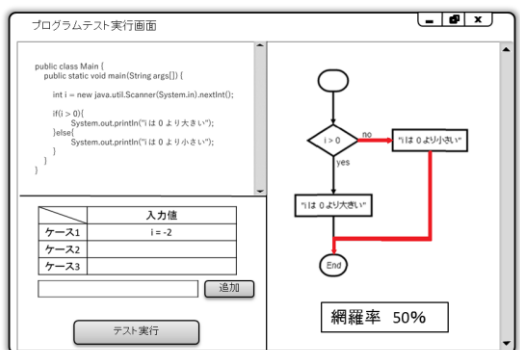 プログラムテスト実行画面
public class Main {
public static void main(String args[]) {
int i = new java.util.Scanner(System.in).nextInt();
if(i > 0){
System.out.println("i は 0 より大きい");
}else{
System.out.println("i は 0 より小さい");
}
}
}
入力値
ケース1 i = -2
ケース2
ケース3
追加
テスト実行
i > 0
no
"i は 0 より小さい"
yes
"i は 0 より大きい"
End
網羅率 50%